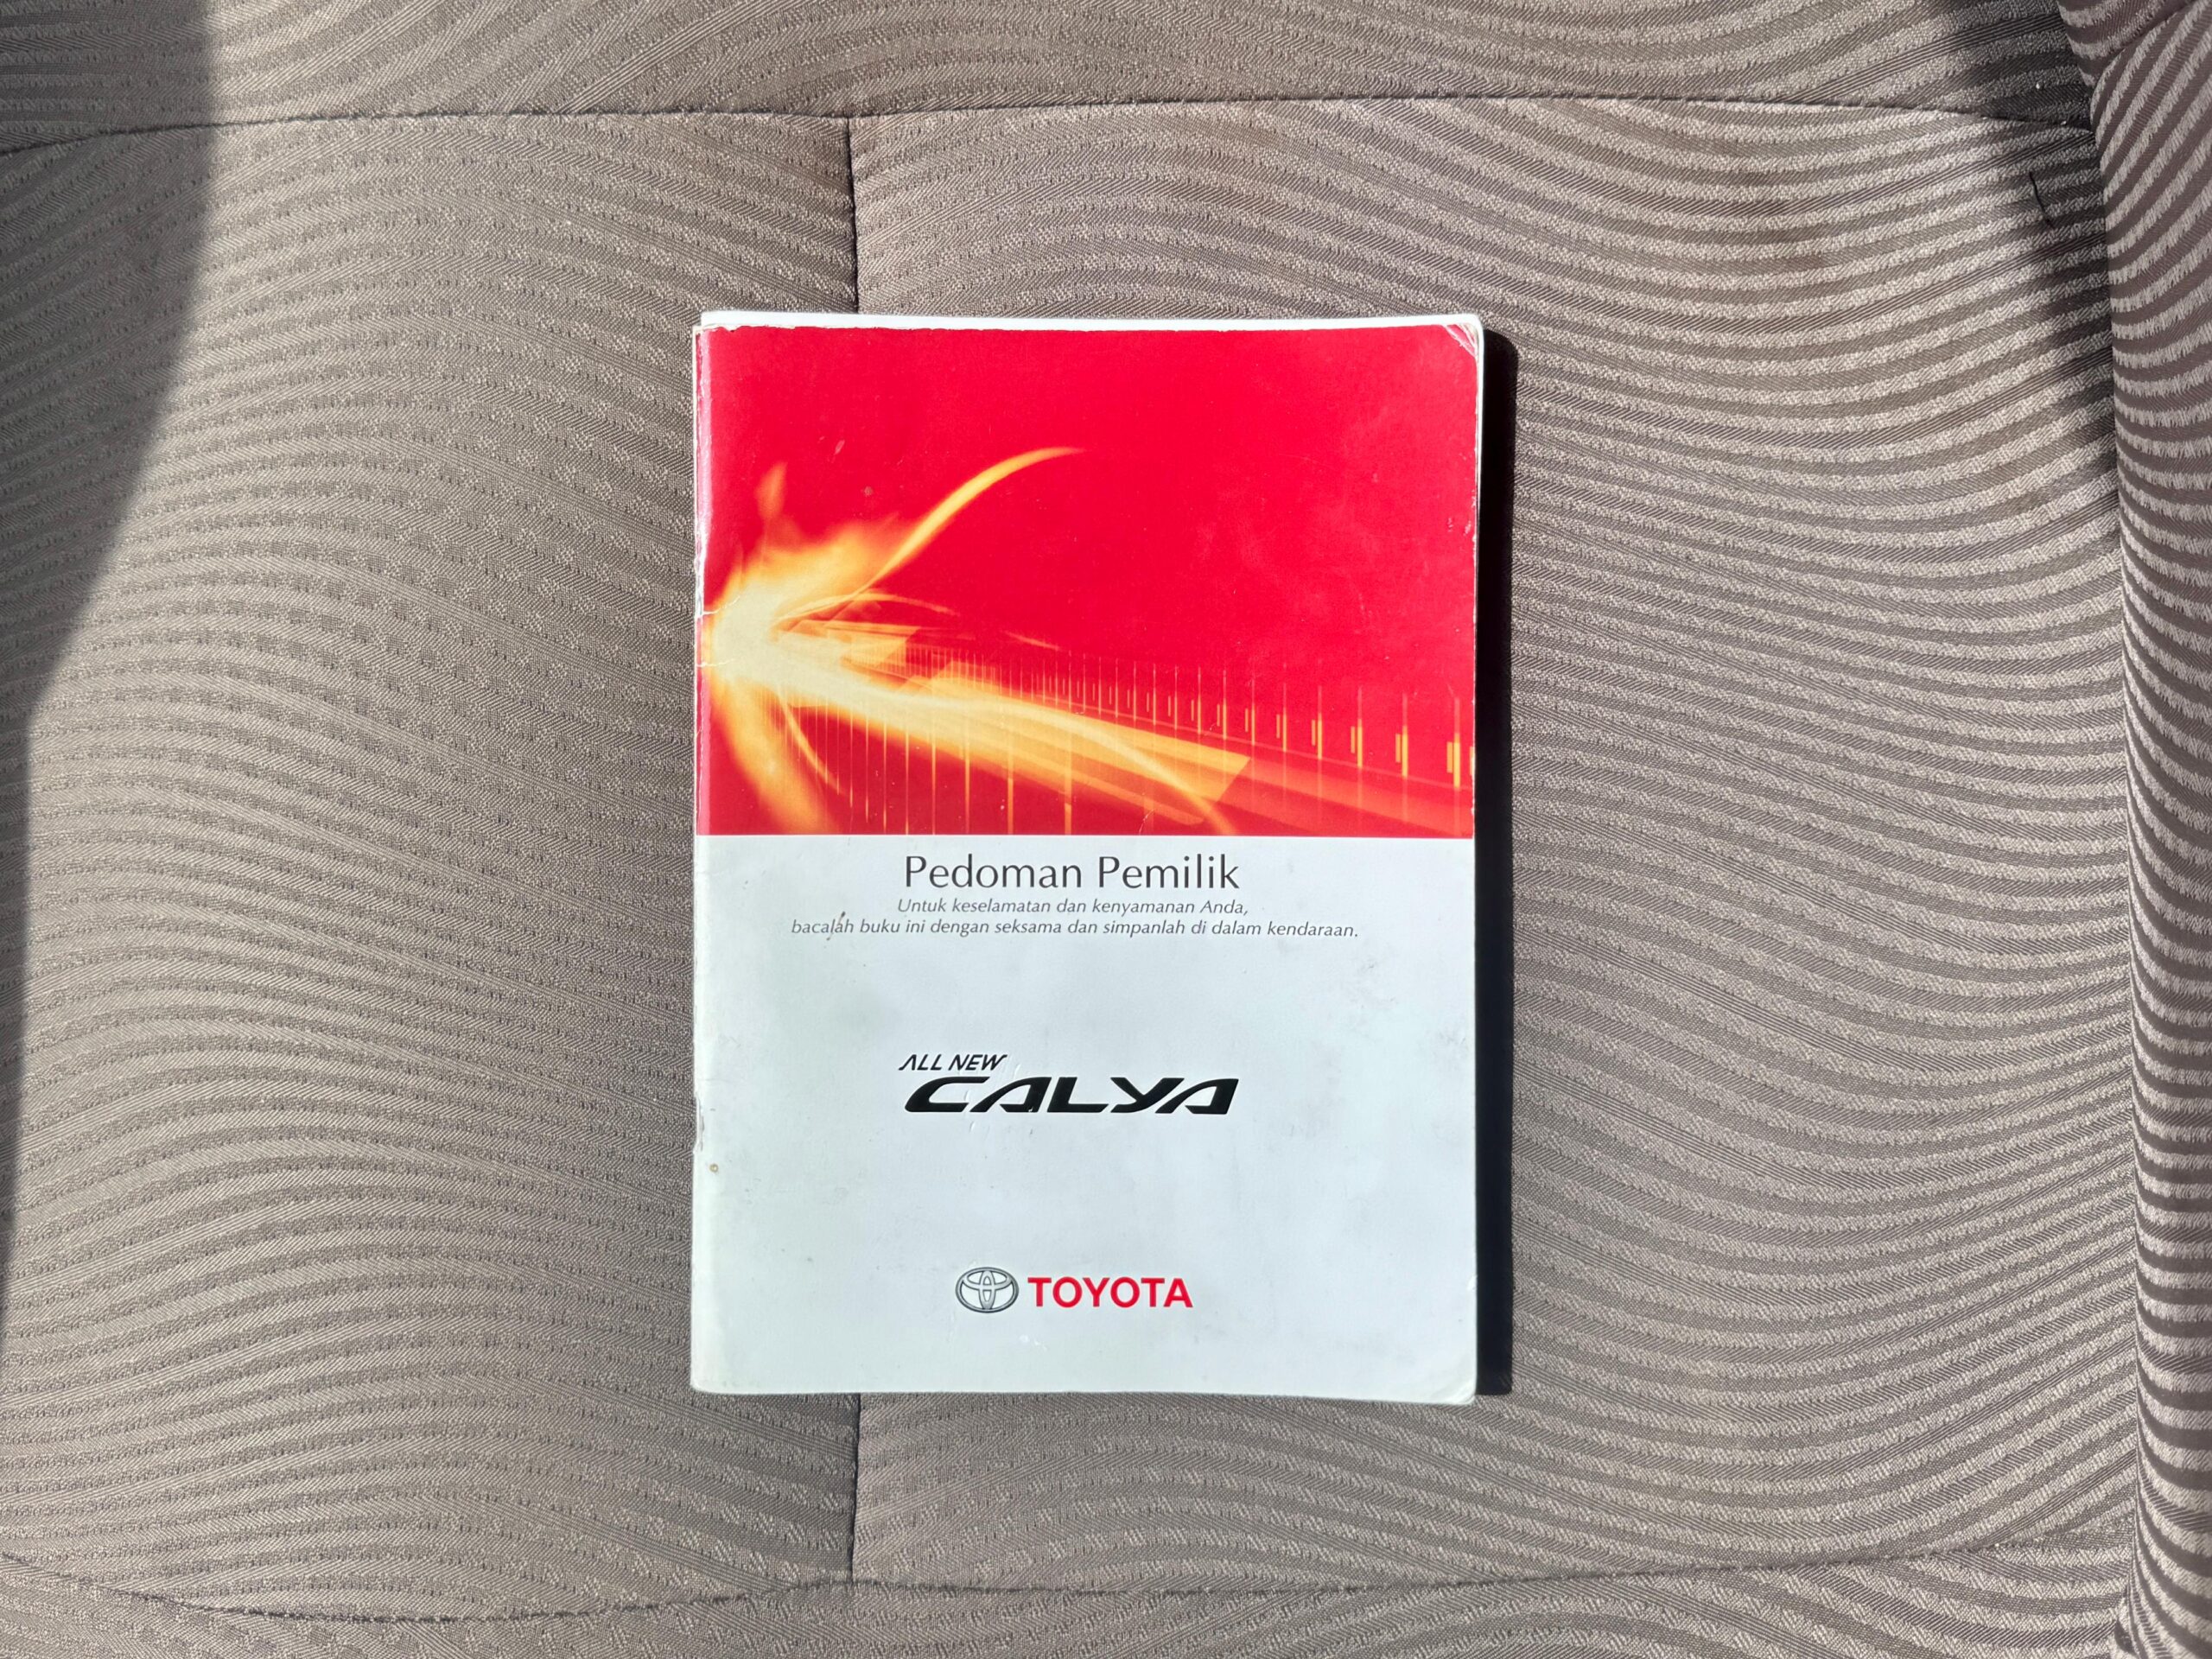 Pedoman Pemilik
Untuk keselamatan dan kenyamanan Anda,
bacalah buku ini dengan seksama dan simpanlah di dalam kendaraan.
ALL NEW
CALYA
TOYOTA